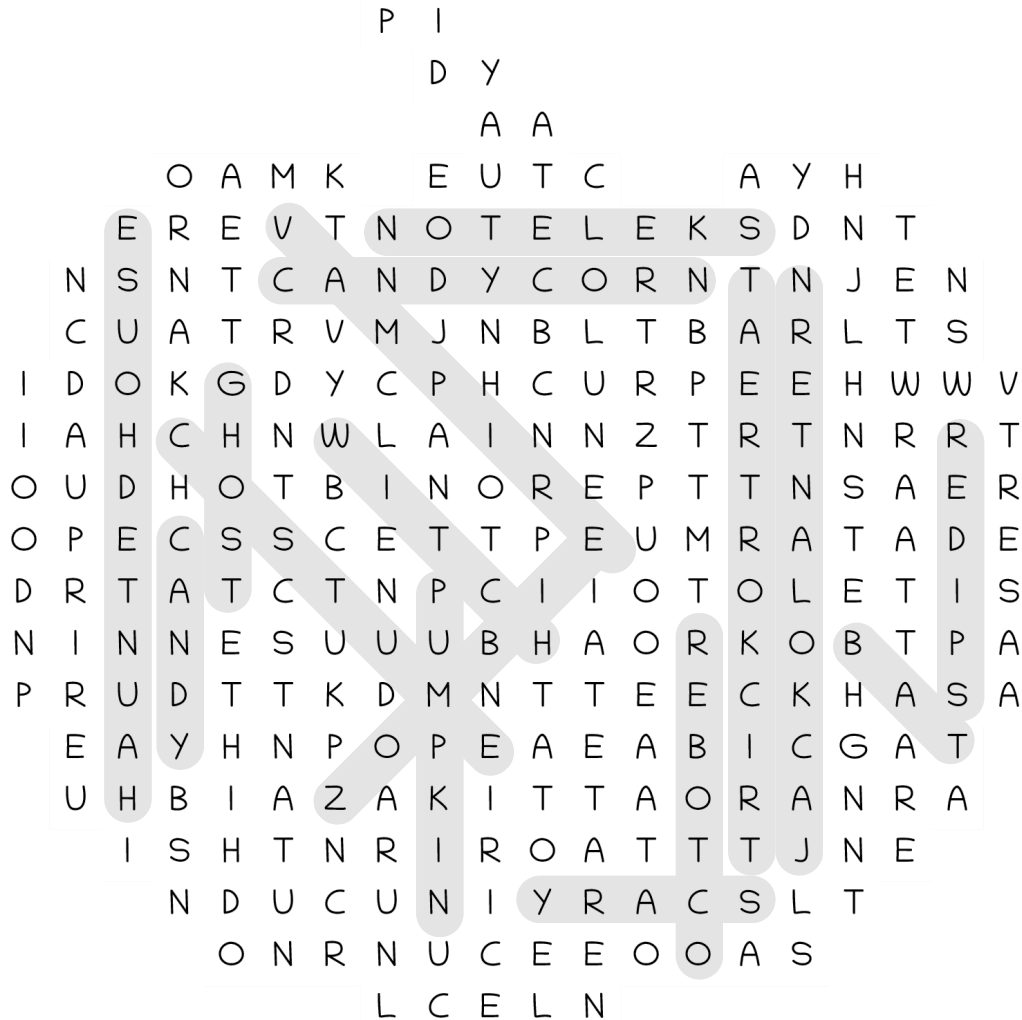 P I
D Y
A A
O A M K E U T C A Y H
E R E V T N O T E L E K S D N T
N S N T C A N D Y C O R N T N J E N
C U A T R V M J N B L T B A R L T S
I D O K G D Y C P H C U R P E E H W W V
I A H C H N W L A I N N Z T R T N R R T
O U D H O T B I N O R E P T T N S A E R
O P E C S S C E T T P E U M R A T A D E
D R T A T C T N P C I I O T O L E T I S
N I N N E S U U U B H A O R K O B T P A
P R U D T T K D M N T T E E C K H A S A
E A Y H N P O P E A E A B I C G A T
U H B I A Z A K I T T A O R A N R A
I S H T N R I R O A T T T J N E
N D U C U N I Y R A C S L T
O N R N U C E E O O A S
L C E L N